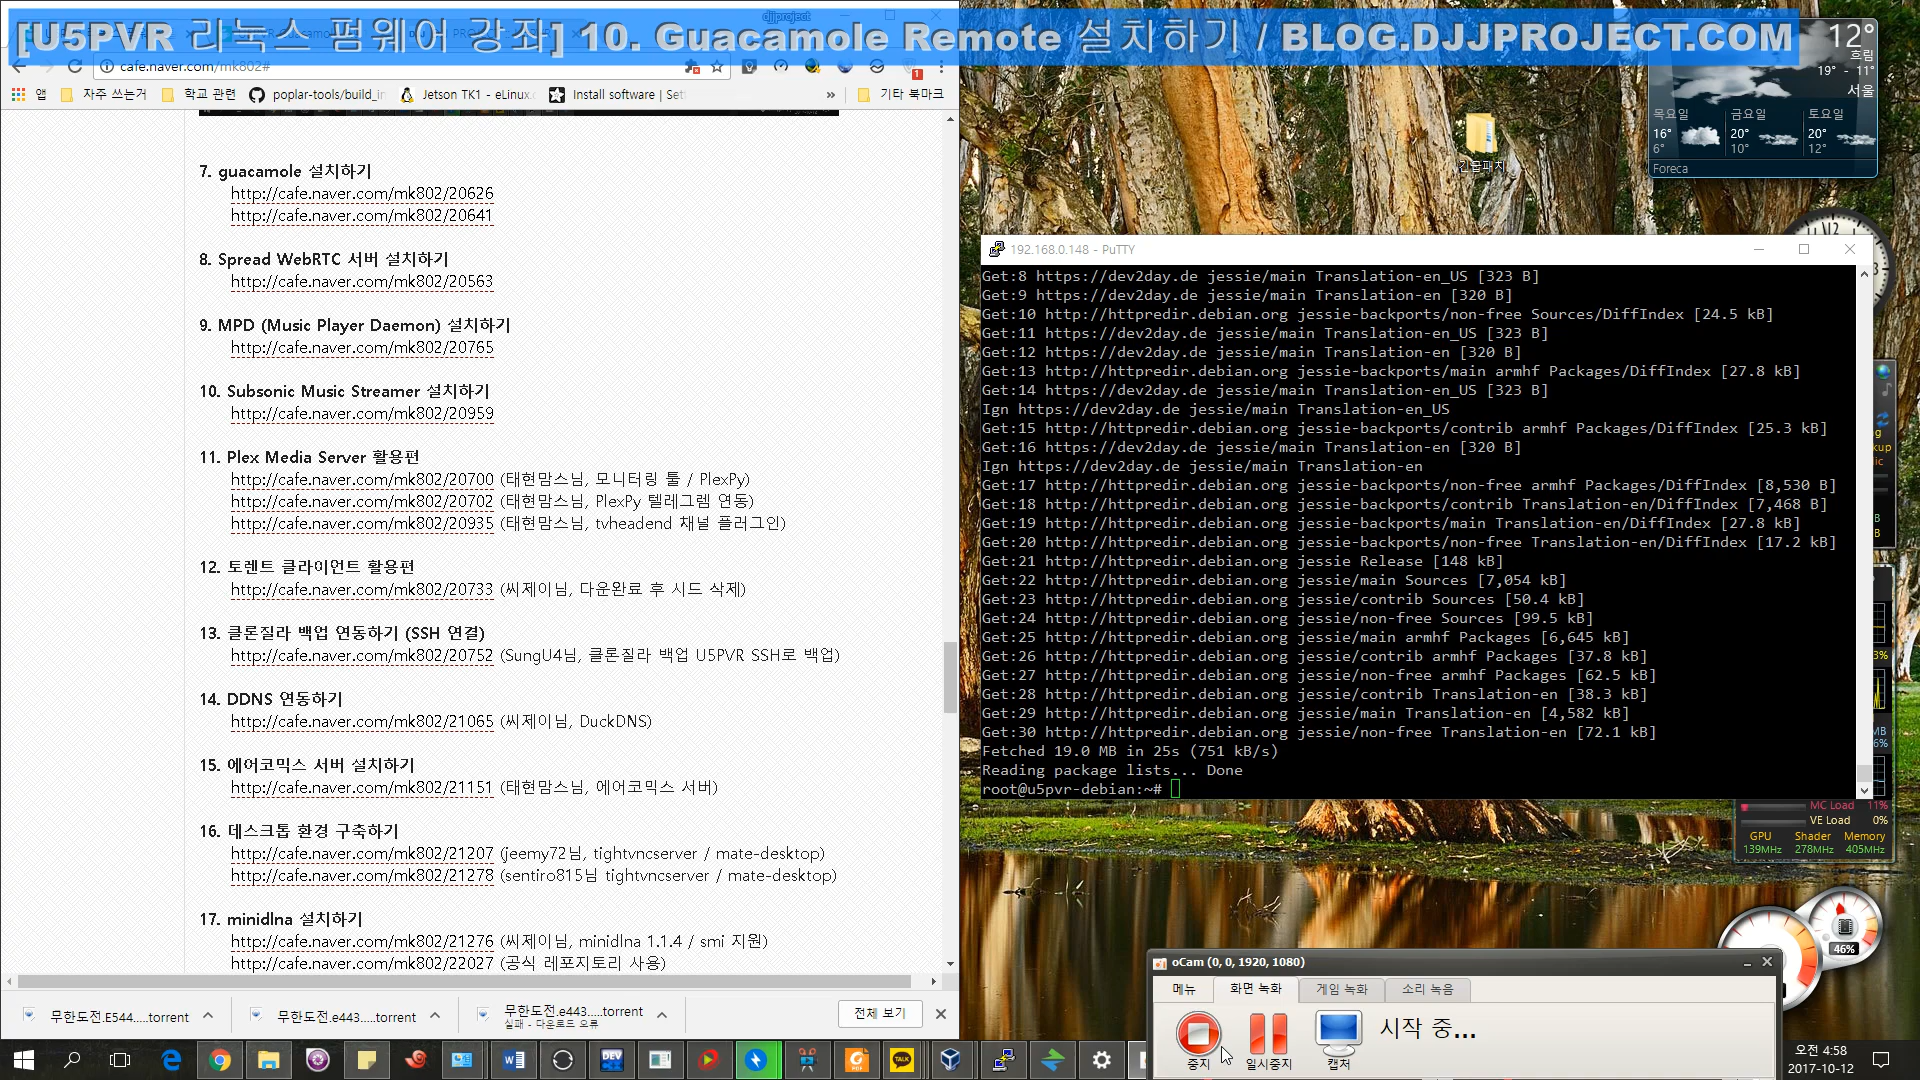 djjproject
[U5PVR 리눅스 펌웨어 강좌] 10. Guacamole Remote 설치하기 / BLOG.DJJPROJECT.COM
cafe.naver.com/mk802#
앱
자주 쓰는거
학교 관련
poplar-tools/build_in
Jetson TK1 - eLinux.
Install software | Set
»
기타 북마크
7. guacamole 설치하기
http://cafe.naver.com/mk802/20626
http://cafe.naver.com/mk802/20641
8. Spread WebRTC 서버 설치하기
http://cafe.naver.com/mk802/20563
9. MPD (Music Player Daemon) 설치하기
http://cafe.naver.com/mk802/20765
10. Subsonic Music Streamer 설치하기
http://cafe.naver.com/mk802/20959
11. Plex Media Server 활용편
http://cafe.naver.com/mk802/20700 (태현맘스님, 모니터링 툴 / PlexPy)
http://cafe.naver.com/mk802/20702 (태현맘스님, PlexPy 텔레그렘 연동)
http://cafe.naver.com/mk802/20935 (태현맘스님, tvheadend 채널 플러그인)
12. 토렌트 클라이언트 활용편
http://cafe.naver.com/mk802/20733 (씨제이님, 다운완료 후 시드 삭제)
13. 클론질라 백업 연동하기 (SSH 연결)
http://cafe.naver.com/mk802/20752 (SungU4님, 클론질라 백업 U5PVR SSH로 백업)
14. DDNS 연동하기
http://cafe.naver.com/mk802/21065 (씨제이님, DuckDNS)
15. 에어코믹스 서버 설치하기
http://cafe.naver.com/mk802/21151 (태현맘스님, 에어코믹스 서버)
16. 데스크톱 환경 구축하기
http://cafe.naver.com/mk802/21207 (jeemy72님, tightvncserver / mate-desktop)
http://cafe.naver.com/mk802/21278 (sentiro815님 tightvncserver / mate-desktop)
17. minidlna 설치하기
http://cafe.naver.com/mk802/21276 (씨제이님, minidlna 1.1.4 / smi 지원)
http://cafe.naver.com/mk802/22027 (공식 레포지토리 사용)
무한도전.E544.....torrent
무한도전.e443.....torrent
무한도전.e443.....torrent
실패 - 다운로드 오류
전체 보기
12°
흐림
19° - 11°
서울
목요일
금요일
토요일
16°
20°
20°
6°
10°
12°
Foreca
긴급패치
192.168.0.148 - PuTTY
Get:8 https://dev2day.de jessie/main Translation-en_US [323 B]
Get:9 https://dev2day.de jessie/main Translation-en [320 B]
Get:10 http://httpredir.debian.org jessie-backports/non-free Sources/DiffIndex [24.5 kB]
Get:11 https://dev2day.de jessie/main Translation-en_US [323 B]
Get:12 https://dev2day.de jessie/main Translation-en [320 B]
Get:13 http://httpredir.debian.org jessie-backports/main armhf Packages/DiffIndex [27.8 kB]
Get:14 https://dev2day.de jessie/main Translation-en_US [323 B]
Ign https://dev2day.de jessie/main Translation-en_US
Get:15 http://httpredir.debian.org jessie-backports/contrib armhf Packages/DiffIndex [25.3 kB]
Get:16 https://dev2day.de jessie/main Translation-en [320 B]
Ign https://dev2day.de jessie/main Translation-en
Get:17 http://httpredir.debian.org jessie-backports/non-free armhf Packages/DiffIndex [8,530 B]
Get:18 http://httpredir.debian.org jessie-backports/contrib Translation-en/DiffIndex [7,468 B]
Get:19 http://httpredir.debian.org jessie-backports/main Translation-en/DiffIndex [27.8 kB]
Get:20 http://httpredir.debian.org jessie-backports/non-free Translation-en/DiffIndex [17.2 kB]
Get:21 http://httpredir.debian.org jessie Release [148 kB]
Get:22 http://httpredir.debian.org jessie/main Sources [7,054 kB]
Get:23 http://httpredir.debian.org jessie/contrib Sources [50.4 kB]
Get:24 http://httpredir.debian.org jessie/non-free Sources [99.5 kB]
Get:25 http://httpredir.debian.org jessie/main armhf Packages [6,645 kB]
Get:26 http://httpredir.debian.org jessie/contrib armhf Packages [37.8 kB]
Get:27 http://httpredir.debian.org jessie/non-free armhf Packages [62.5 kB]
Get:28 http://httpredir.debian.org jessie/contrib Translation-en [38.3 kB]
Get:29 http://httpredir.debian.org jessie/main Translation-en [4,582 kB]
Get:30 http://httpredir.debian.org jessie/non-free Translation-en [72.1 kB]
Fetched 19.0 MB in 25s (751 kB/s)
Reading package lists... Done
root@u5pvr-debian:~#
MC Load 11%
VE Load 0%
GPU Shader Memory
139MHz 278MHz 405MHz
46%
oCam (0, 0, 1920, 1080)
메뉴
화면 녹화
게임 녹화
소리 녹음
중지
일시중지
캡처
시작 중...
오전 4:58
2017-10-12